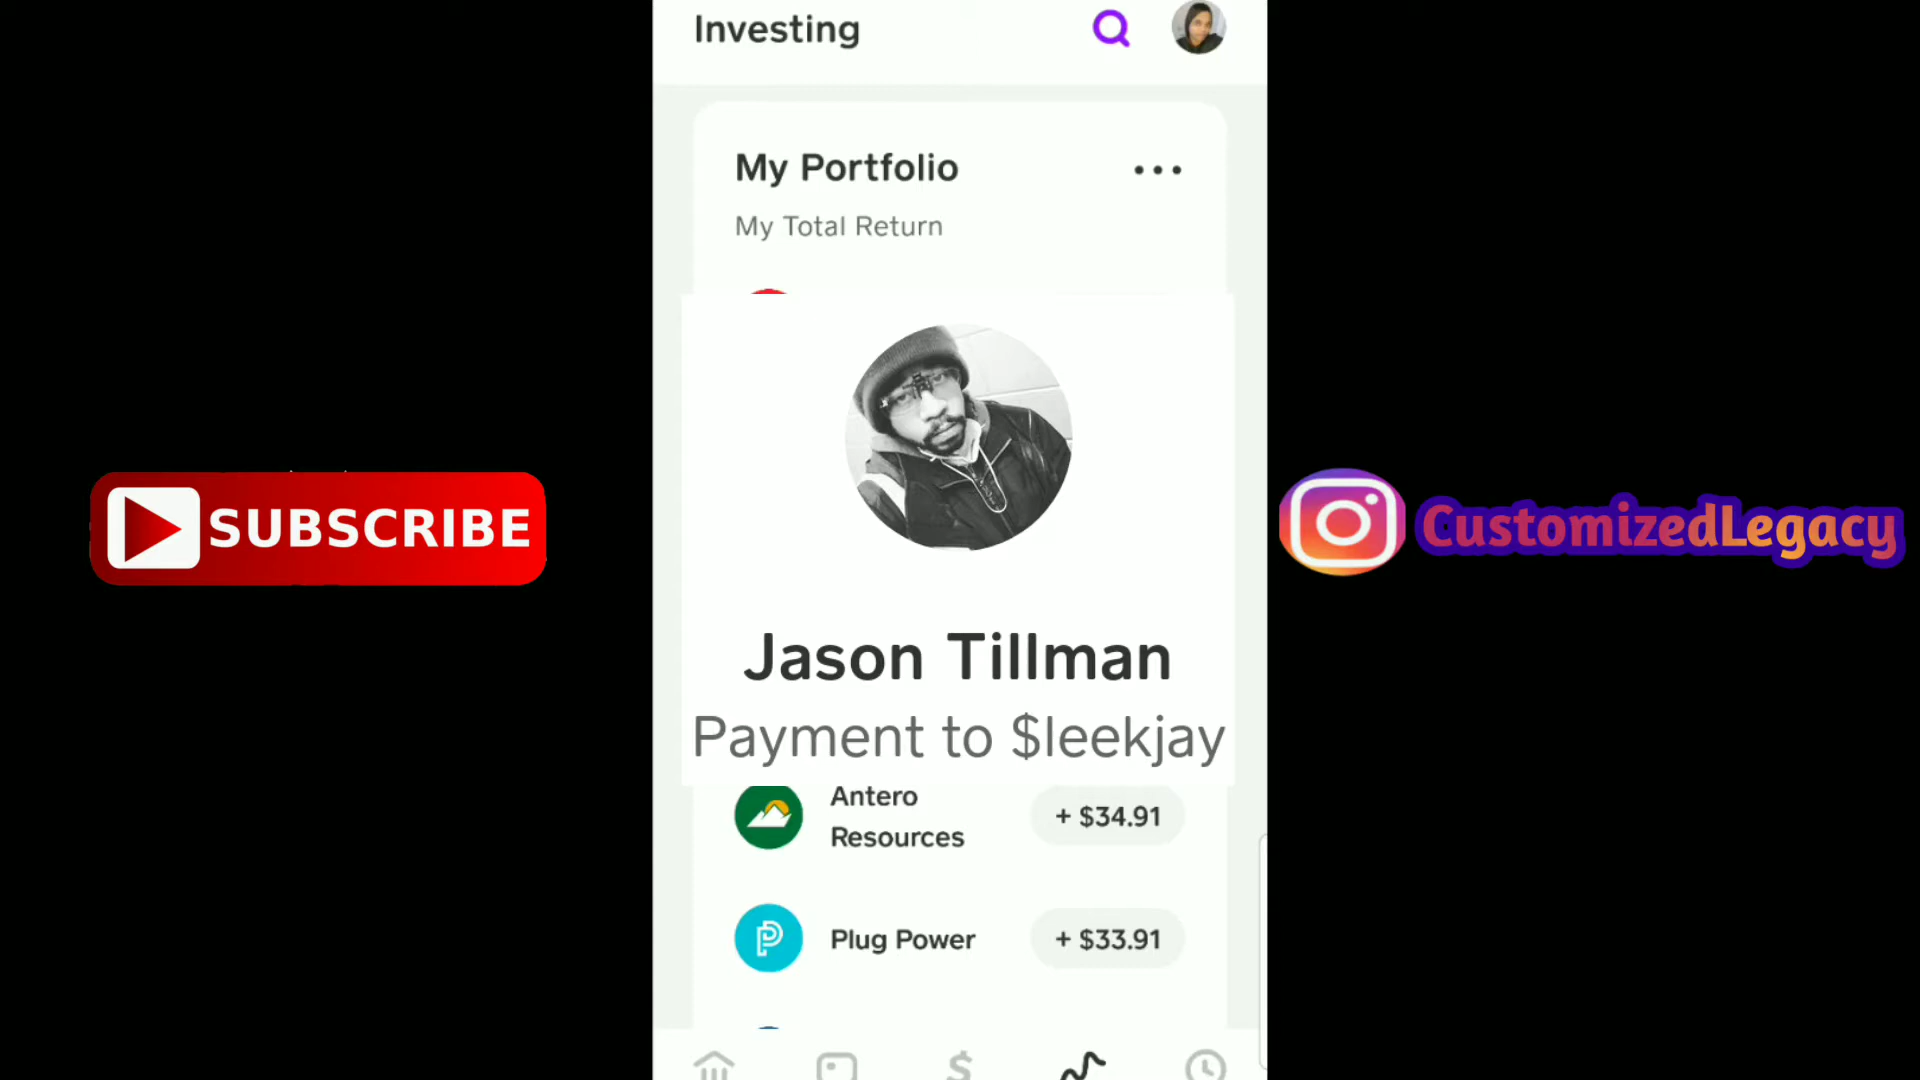 Investing
My Portfolio
My Total Return
Jason Tillman
Payment to $leekjay
Antero
Resources
+ $34.91
Plug Power
+ $33.91
SUBSCRIBE
CustomizedLegacy